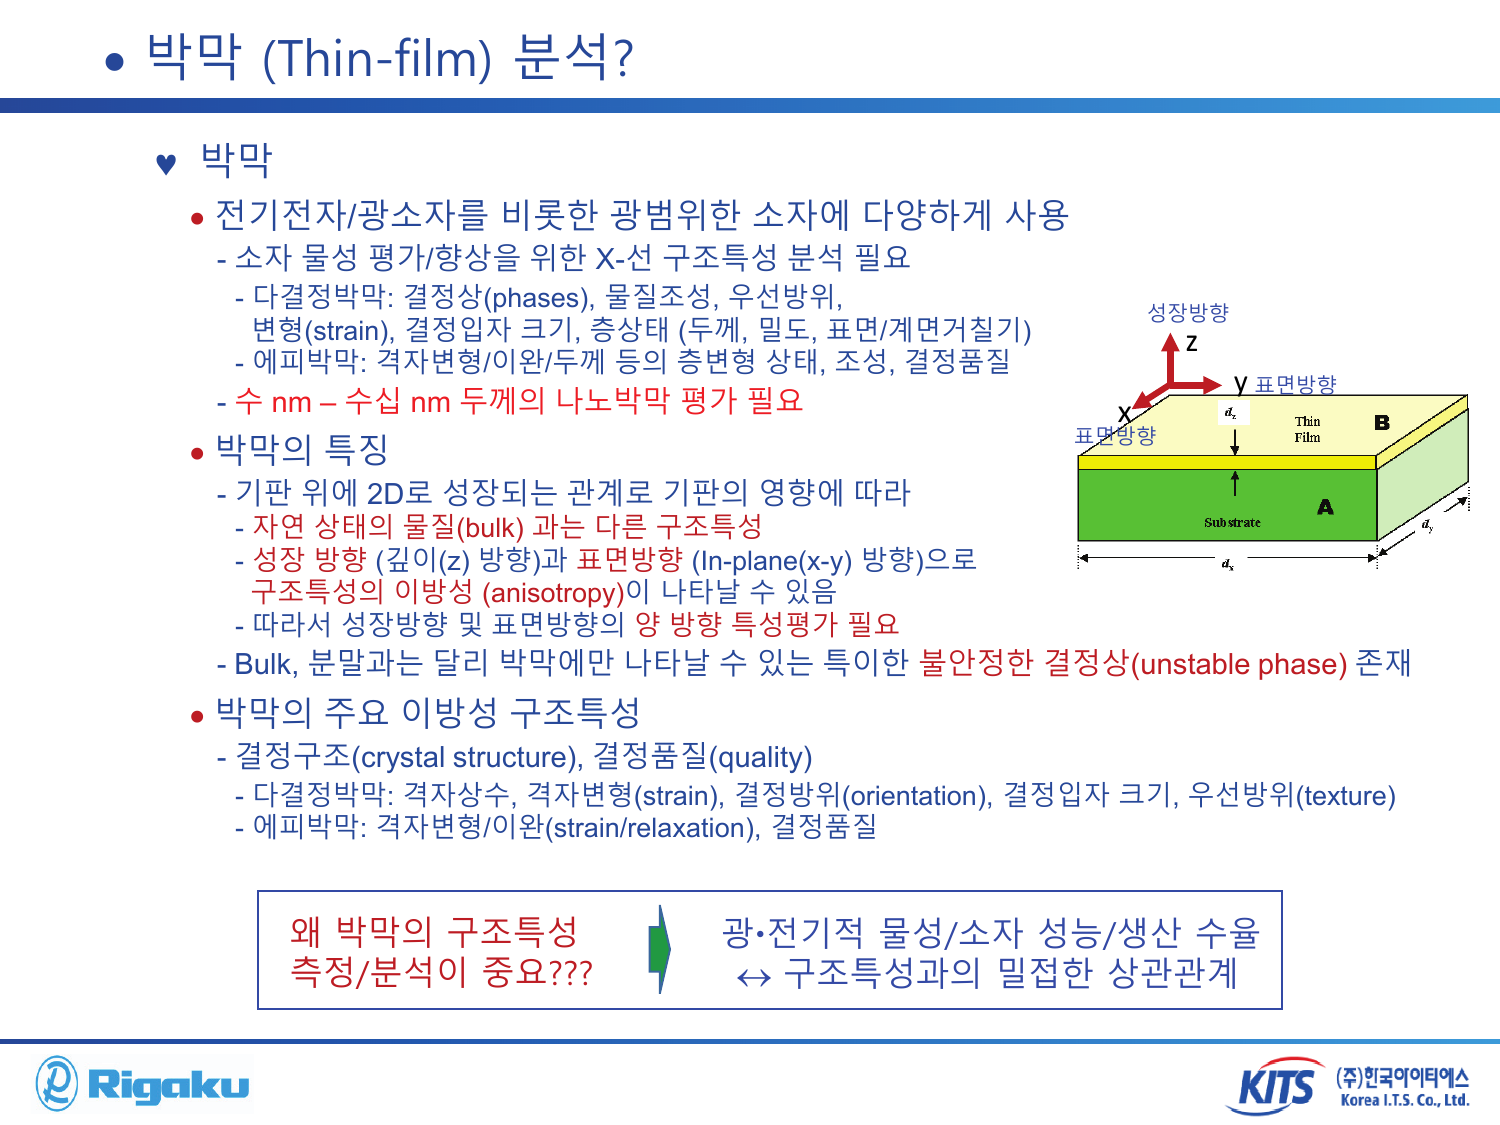 • 박막 (Thin-film) 분석?
♥ 박막
• 전기전자/광소자를 비롯한 광범위한 소자에 다양하게 사용
- 소자 물성 평가/향상을 위한 X-선 구조특성 분석 필요
- 다결정박막: 결정상(phases), 물질조성, 우선방위,
변형(strain), 결정입자 크기, 층상태 (두께, 밀도, 표면/계면거칠기)
- 에피박막: 격자변형/이완/두께 등의 층변형 상태, 조성, 결정품질
- 수 nm – 수십 nm 두께의 나노박막 평가 필요
성장방향
z
y 표면방향
x
표면방향
dz
Thin
Film
B
A
Substrate
dy
dx
• 박막의 특징
- 기판 위에 2D로 성장되는 관계로 기판의 영향에 따라
- 자연 상태의 물질(bulk) 과는 다른 구조특성
- 성장 방향 (깊이(z) 방향)과 표면방향 (In-plane(x-y) 방향)으로
구조특성의 이방성 (anisotropy)이 나타날 수 있음
- 따라서 성장방향 및 표면방향의 양 방향 특성평가 필요
- Bulk, 분말과는 달리 박막에만 나타날 수 있는 특이한 불안정한 결정상(unstable phase) 존재
• 박막의 주요 이방성 구조특성
- 결정구조(crystal structure), 결정품질(quality)
- 다결정박막: 격자상수, 격자변형(strain), 결정방위(orientation), 결정입자 크기, 우선방위(texture)
- 에피박막: 격자변형/이완(strain/relaxation), 결정품질
왜 박막의 구조특성
측정/분석이 중요???
광•전기적 물성/소자 성능/생산 수율
↔ 구조특성과의 밀접한 상관관계
Rigaku
KITS
(주)한국아이티에스
Korea I.T.S. Co., Ltd.